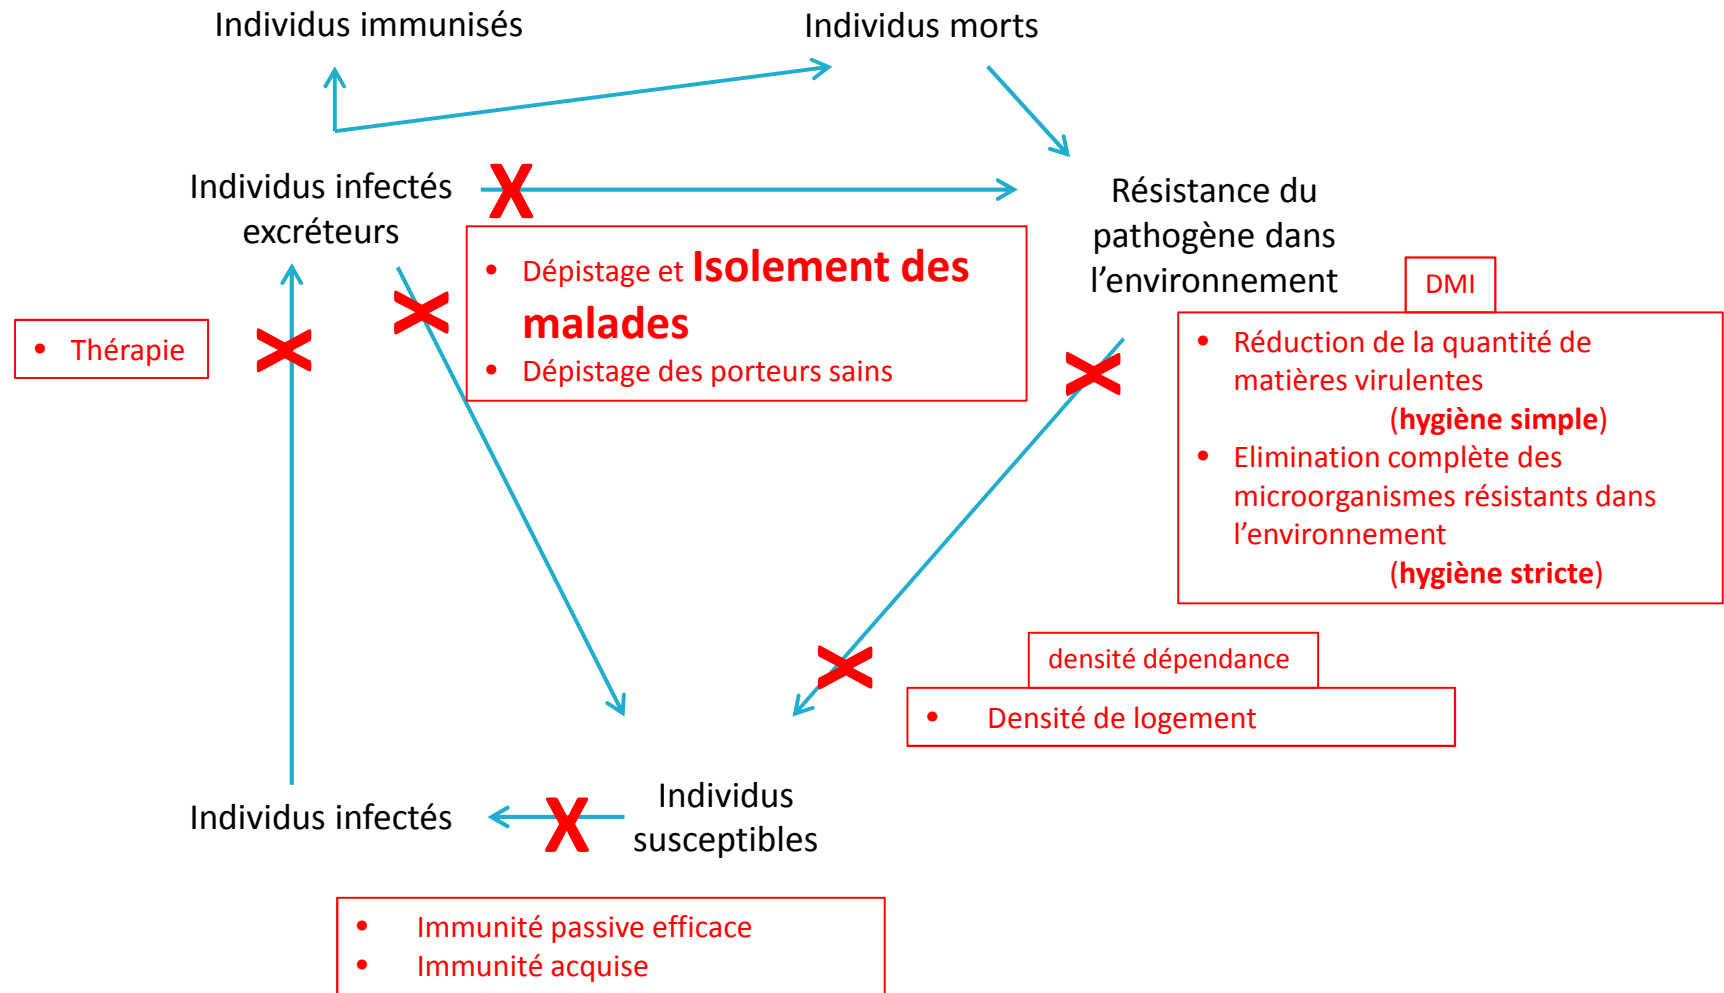 Individus immunisés
Individus morts
Individus infectés
excréteurs
X
Résistance du
pathogène dans
l’environnement
• Dépistage et Isolement des
malades
• Dépistage des porteurs sains
X
DMI
• Thérapie
X
X
• Réduction de la quantité de
matières virulentes
(hygiène simple)
• Elimination complète des
microorganismes résistants dans
l’environnement
(hygiène stricte)
X
densité dépendance
• Densité de logement
Individus infectés
X
Individus
susceptibles
• Immunité passive efficace
• Immunité acquise